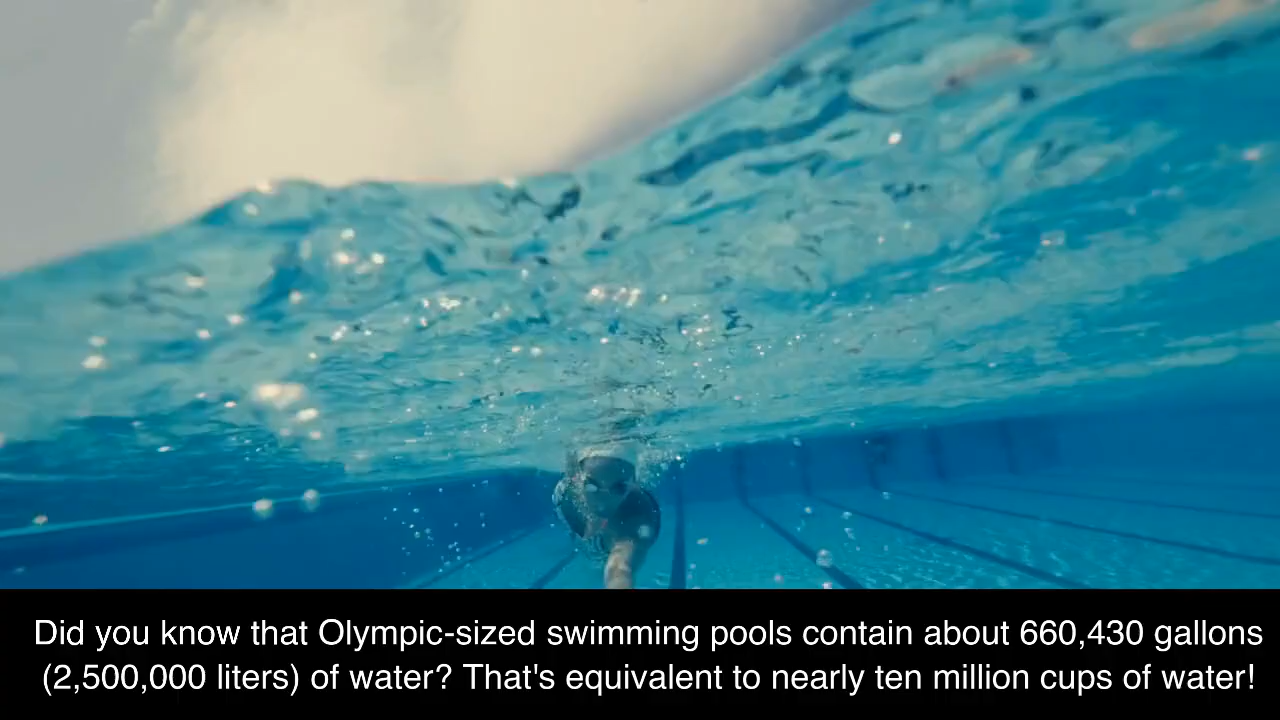 Did you know that Olympic-sized swimming pools contain about 660,430 gallons
(2,500,000 liters) of water? That's equivalent to nearly ten million cups of water!